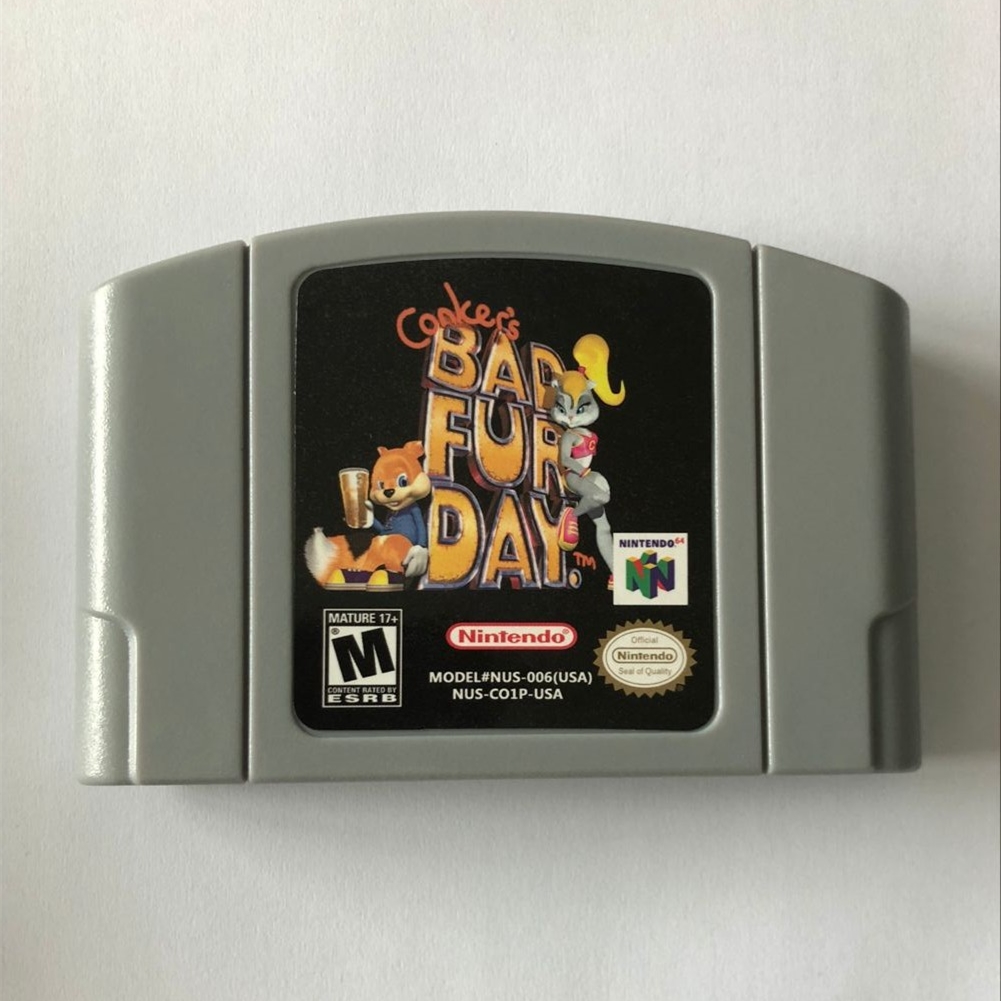 Conker's
BAD
FUR
DAY.™
NINTENDO⁶⁴
MATURE 17+
M®
CONTENT RATED BY
ESRB
Nintendo®
MODEL#NUS-006(USA)
NUS-CO1P-USA
Official
Nintendo
Seal of Quality
C